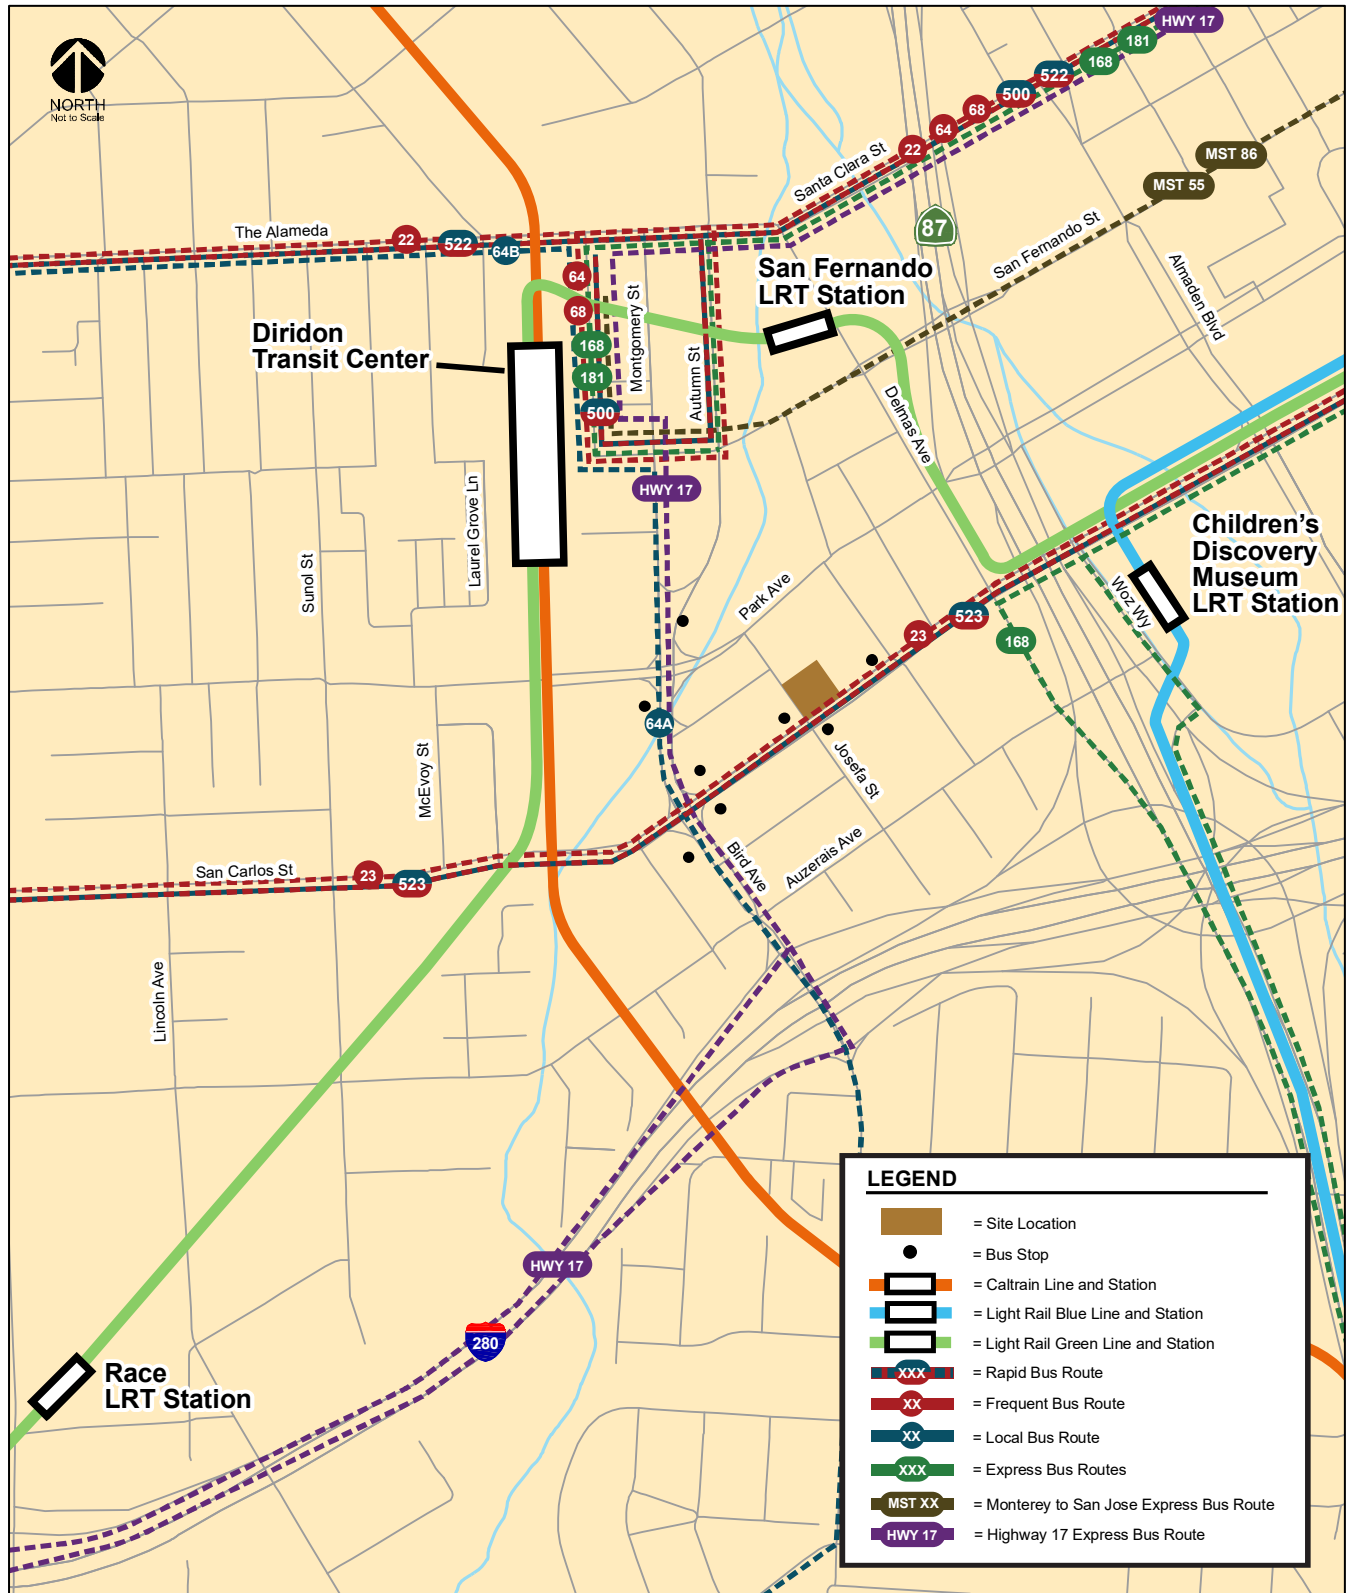 HWY 17
181
168
522
500
68
64
22
NORTH
Not to Scale
MST 86
MST 55
Santa Clara St
87
San Fernando St
Almaden Blvd
The Alameda
22
522
64B
San Fernando
LRT Station
64
68
168
181
500
Montgomery St
Autumn St
Diridon
Transit Center
Delmas Ave
HWY 17
Laurel Grove Ln
Sunol St
Children's
Discovery
Museum
LRT Station
Woz Wy
Park Ave
523
23
168
64A
Josefa St
McEvoy St
Bird Ave
Auzerais Ave
San Carlos St
23
523
Lincoln Ave
HWY 17
280
Race
LRT Station
LEGEND
= Site Location
= Bus Stop
= Caltrain Line and Station
= Light Rail Blue Line and Station
= Light Rail Green Line and Station
XXX = Rapid Bus Route
XX = Frequent Bus Route
XX = Local Bus Route
XXX = Express Bus Routes
MST XX = Monterey to San Jose Express Bus Route
HWY 17 = Highway 17 Express Bus Route